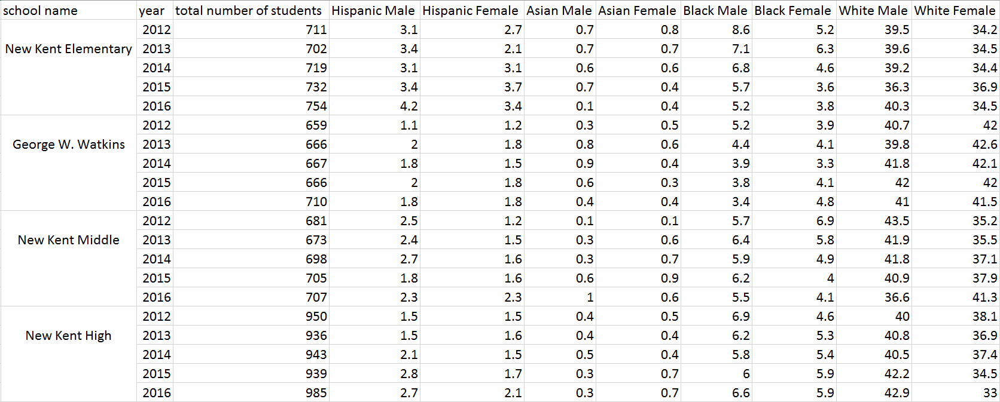 school name year total number of students Hispanic Male Hispanic Female Asian Male Asian Female Black Male Black Female White Male White Female
2012 711 3.1 2.7 0.7 0.8 8.6 5.2 39.5 34.2
New Kent Elementary 2013 702 3.4 2.1 0.7 0.7 7.1 6.3 39.6 34.5
2014 719 3.1 3.1 0.6 0.6 6.8 4.6 39.2 34.4
2015 732 3.4 3.7 0.7 0.4 5.7 3.6 36.3 36.9
2016 754 4.2 3.4 0.1 0.4 5.2 3.8 40.3 34.5
2012 659 1.1 1.2 0.3 0.5 5.2 3.9 40.7 42
George W. Watkins 2013 666 2 1.8 0.8 0.6 4.4 4.1 39.8 42.6
2014 667 1.8 1.5 0.9 0.4 3.9 3.3 41.8 42.1
2015 666 2 1.8 0.6 0.3 3.8 4.1 42 42
2016 710 1.8 1.8 0.4 0.4 3.4 4.8 41 41.5
2012 681 2.5 1.2 0.1 0.1 5.7 6.9 43.5 35.2
New Kent Middle 2013 673 2.4 1.5 0.3 0.6 6.4 5.8 41.9 35.5
2014 698 2.7 1.6 0.3 0.7 5.9 4.9 41.8 37.1
2015 705 1.8 1.6 0.6 0.9 6.2 4 40.9 37.9
2016 707 2.3 2.3 1 0.6 5.5 4.1 36.6 41.3
2012 950 1.5 1.5 0.4 0.5 6.9 4.6 40 38.1
New Kent High 2013 936 1.5 1.6 0.4 0.4 6.2 5.3 40.8 36.9
2014 943 2.1 1.5 0.5 0.4 5.8 5.4 40.5 37.4
2015 939 2.8 1.7 0.3 0.7 6 5.9 42.2 34.5
2016 985 2.7 2.1 0.3 0.7 6.6 5.9 42.9 33